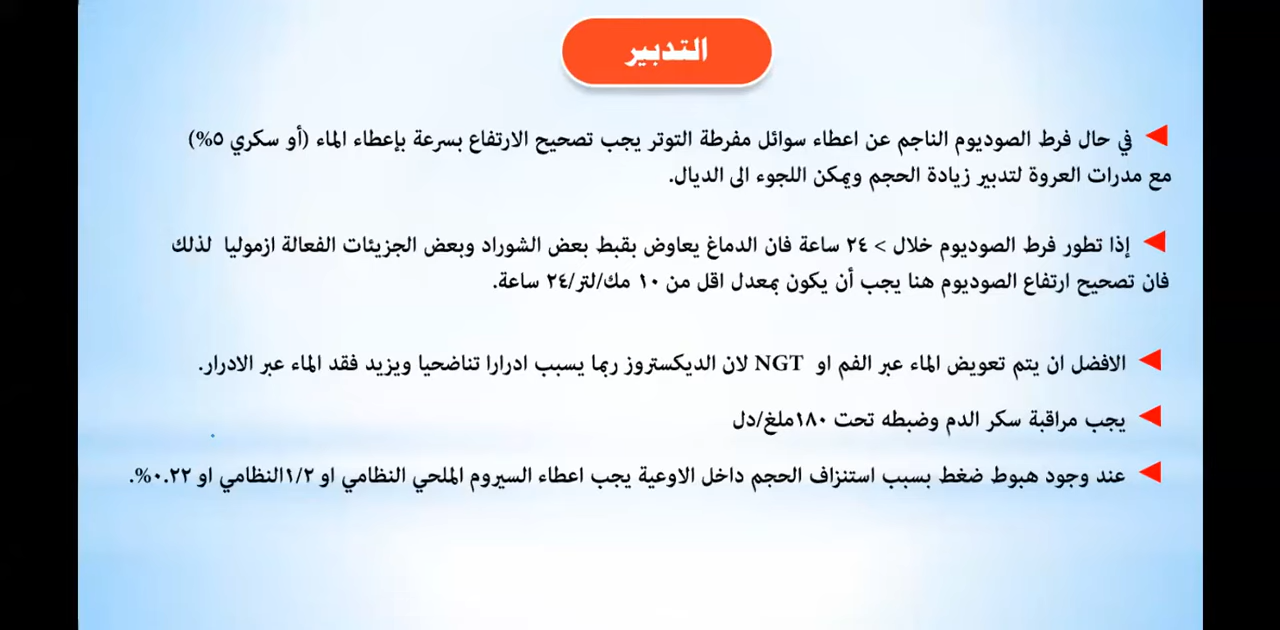 التدبير
في حال فرط الصوديوم الناجم عن اعطاء سوائل مفرطة التوتر يجب تصحيح الارتفاع بسرعة بإعطاء الماء (أو سكري ٥%)
مع مدرات العروة لتدبير زيادة الحجم ويمكن اللجوء الى الديال.
إذا تطور فرط الصوديوم خلال > ٢٤ ساعة فان الدماغ يعاوض بقبط بعض الشوراد وبعض الجزيئات الفعالة ازموليا لذلك
فان تصحيح ارتفاع الصوديوم هنا يجب أن يكون بمعدل اقل من ١٠ مك/لتر/٢٤ ساعة.
الافضل ان يتم تعويض الماء عبر الفم او NGT لان الديكستروز ربما يسبب ادرارا تناضحيا ويزيد فقد الماء عبر الادرار.
يجب مراقبة سكر الدم وضبطه تحت ١٨٠ملغ/دل
عند وجود هبوط ضغط بسبب استنزاف الحجم داخل الاوعية يجب اعطاء السيروم الملحي النظامي او ١/٢النظامي او ٠.٢٢%.